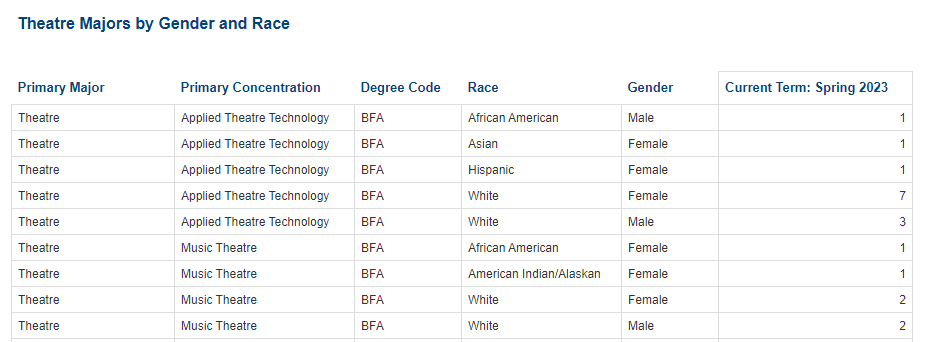 Theatre Majors by Gender and Race
Primary Major Primary Concentration Degree Code Race Gender Current Term: Spring 2023
Theatre Applied Theatre Technology BFA African American Male 1
Theatre Applied Theatre Technology BFA Asian Female 1
Theatre Applied Theatre Technology BFA Hispanic Female 1
Theatre Applied Theatre Technology BFA White Female 7
Theatre Applied Theatre Technology BFA White Male 3
Theatre Music Theatre BFA African American Female 1
Theatre Music Theatre BFA American Indian/Alaskan Female 1
Theatre Music Theatre BFA White Female 2
Theatre Music Theatre BFA White Male 2